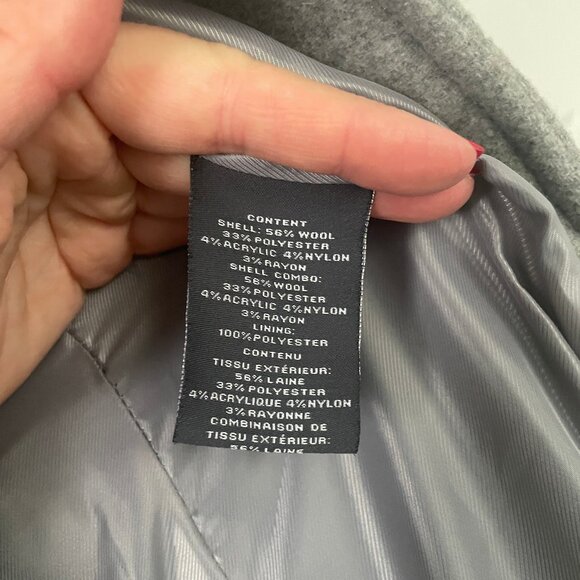 CONTENT
SHELL: 56% WOOL
33% POLYESTER
4% ACRYLIC 4% NYLON
3% RAYON
SHELL COMBO:
56% WOOL
33% POLYESTER
4% ACRYLIC 4% NYLON
3% RAYON
LINING:
100% POLYESTER
CONTENU
TISSU EXTÉRIEUR:
56% LAINE
33% POLYESTER
4% ACRYLIQUE 4% NYLON
3% RAYONNE
COMBINAISON DE
TISSU EXTÉRIEUR:
56% LAINE